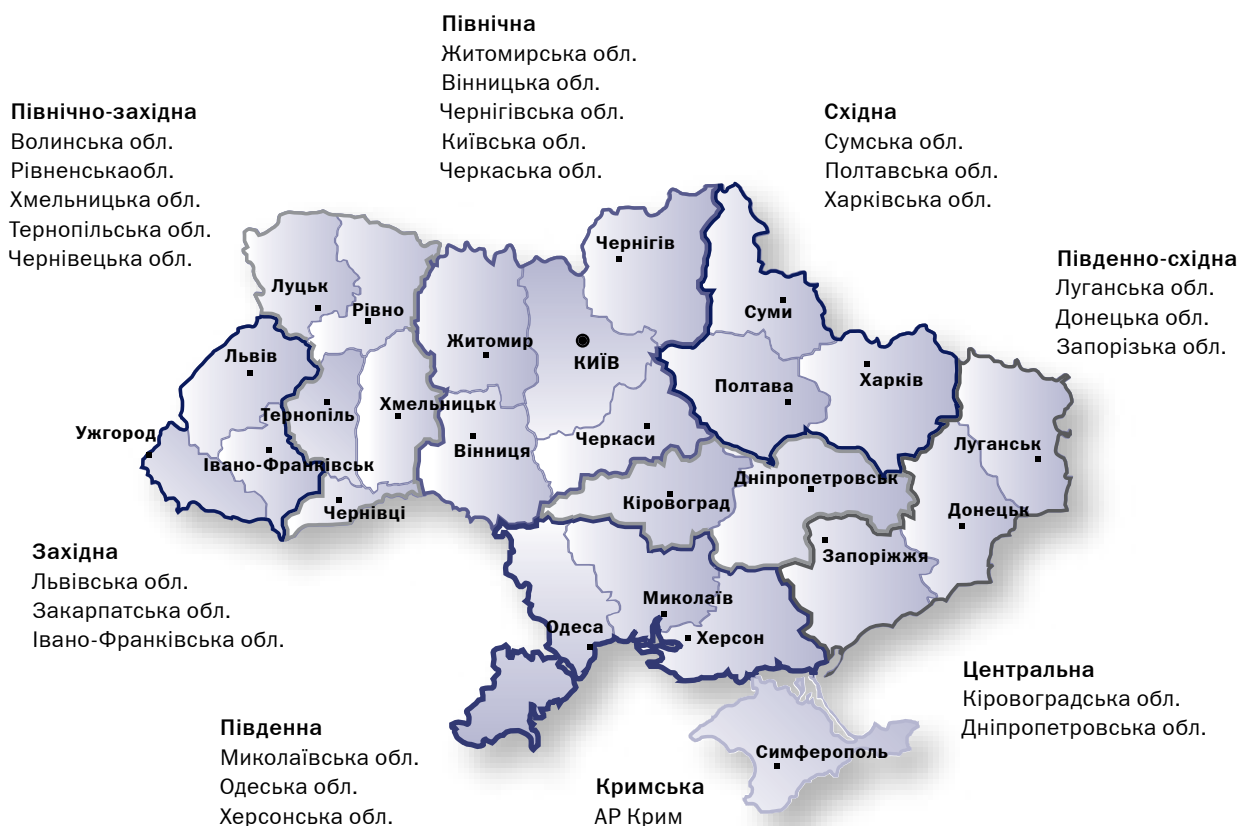 Північна
Житомирська обл.
Вінницька обл.
Чернігівська обл.
Київська обл.
Черкаська обл.
Північно-західна
Волинська обл.
Рівненськаобл.
Хмельницька обл.
Тернопільська обл.
Чернівецька обл.
Східна
Сумська обл.
Полтавська обл.
Харківська обл.
Південно-східна
Луганська обл.
Донецька обл.
Запорізька обл.
Чернігів
Луцьк
Рівно
Суми
Житомир
КИЇВ
Львів
Харків
Полтава
Хмельницьк
Тернопіль
Ужгород
Черкаси
Вінниця
Луганськ
Івано-Франківськ
Дніпропетровськ
Кіровоград
Чернівці
Донецьк
Запоріжжя
Миколаїв
Одеса
Херсон
Симферополь
Західна
Львівська обл.
Закарпатська обл.
Івано-Франківська обл.
Центральна
Кіровоградська обл.
Дніпропетровська обл.
Південна
Миколаївська обл.
Одеська обл.
Херсонська обл.
Кримська
АР Крим